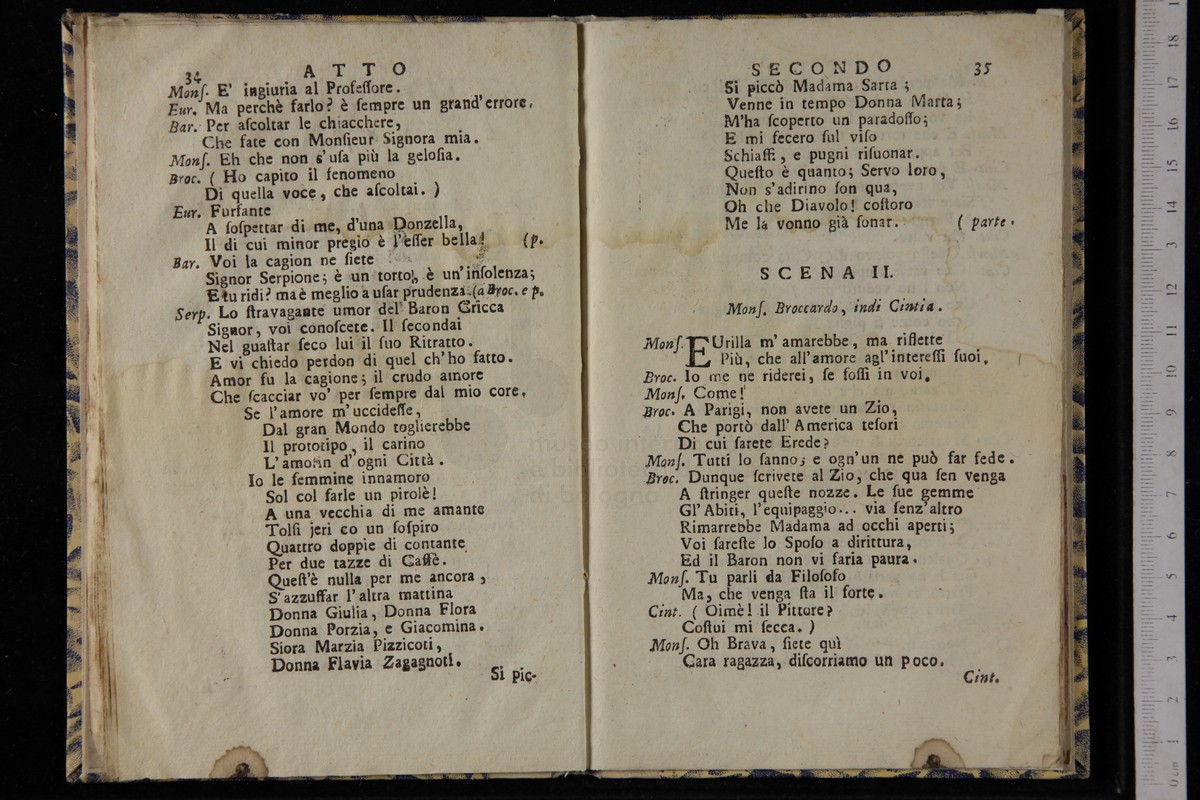 34
A T T O
Monſ. E' ingiuria al Profeſſore.
Eur. Ma perchè farlo? è ſempre un grand'errore.
Bar. Per aſcoltar le chiacchere,
Che fate con Monſieur Signora mia.
Monſ. Eh che non s'uſa più la geloſia.
Broc. ( Ho capito il fenomeno
Di quella voce, che aſcoltai. )
Eur. Furfante
A ſoſpettar di me, d'una Donzella,
Il di cui minor pregio è l'eſſer bella! (p.
Bar. Voi la cagion ne ſiete
Signor Serpione; è un torto, è un'inſolenza;
E tu ridi? ma è meglio a uſar prudenza. (a Broc. e p.
Serp. Lo ſtravagante umor del Baron Cricca
Signor, voi conoſcete. Il ſecondai
Nel guaſtar ſeco lui il ſuo Ritratto.
E vi chiedo perdon di quel ch'ho fatto.
Amor fu la cagione; il crudo amore
Che ſcacciar vo' per ſempre dal mio core.
Se l'amore m'uccideſſe,
Dal gran Mondo toglierebbe
Il prototipo, il carino
L'amorin d'ogni Città.
Io le femmine innamoro
Sol col farle un pirolè!
A una vecchia di me amante
Tolſi jeri co un ſoſpiro
Quattro doppie di contante
Per due tazze di Caffè.
Queſt'è nulla per me ancora,
S'azzuffar l'altra mattina
Donna Giulia, Donna Flora
Donna Porzia, e Giacomina.
Siora Marzia Pizzicoti,
Donna Flavia Zagagnoti.
Si pic-
S E C O N D O
35
Si piccò Madama Sarra;
Venne in tempo Donna Marta;
M'ha ſcoperto un paradoſſo;
E mi fecero ſul viſo
Schiaffi, e pugni riſuonar.
Queſto è quanto; Servo loro,
Non s'adirino ſon qua,
Oh che Diavolo! coſtoro
Me la vonno già ſonar. ( parte.
S C E N A II.
Monſ. Broccardo, indi Cintia.
Monſ. EUrilla m'amarebbe, ma riflette
Più, che all'amore agl'intereſſi ſuoi.
Broc. Io me ne riderei, ſe foſſi in voi.
Monſ. Come!
Broc. A Parigi, non avete un Zio,
Che portò dall'America teſori
Di cui farete Erede?
Monſ. Tutti lo ſanno; e ogn'un ne può far fede.
Broc. Dunque ſcrivete al Zio, che qua ſen venga
A ſtringer queſte nozze. Le ſue gemme
Gl'Abiti, l'equipaggio... via ſenz'altro
Rimarrebbe Madama ad occhi aperti;
Voi ſareſte lo Spoſo a dirittura,
Ed il Baron non vi faria paura.
Monſ. Tu parli da Filoſofo
Ma, che venga ſta il forte.
Cint. ( Oimè! il Pittore?
Coſtui mi ſecca. )
Monſ. Oh Brava, ſiete quì
Cara ragazza, diſcorriamo un poco.
Cint.